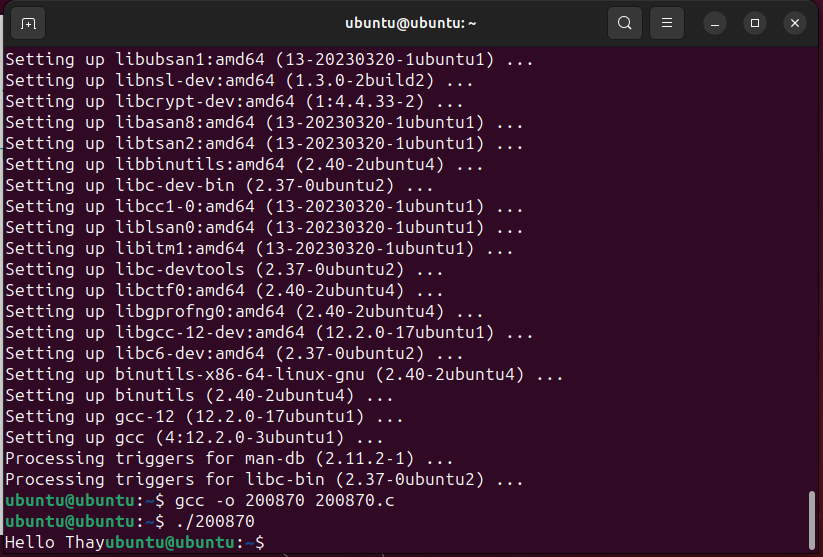 ubuntu@ubuntu: ~
Setting up libubsan1:amd64 (13-20230320-1ubuntu1) ...
Setting up libnsl-dev:amd64 (1.3.0-2build2) ...
Setting up libcrypt-dev:amd64 (1:4.4.33-2) ...
Setting up libasan8:amd64 (13-20230320-1ubuntu1) ...
Setting up libtsan2:amd64 (13-20230320-1ubuntu1) ...
Setting up libbinutils:amd64 (2.40-2ubuntu4) ...
Setting up libc-dev-bin (2.37-0ubuntu2) ...
Setting up libcc1-0:amd64 (13-20230320-1ubuntu1) ...
Setting up liblsan0:amd64 (13-20230320-1ubuntu1) ...
Setting up libitm1:amd64 (13-20230320-1ubuntu1) ...
Setting up libc-devtools (2.37-0ubuntu2) ...
Setting up libctf0:amd64 (2.40-2ubuntu4) ...
Setting up libgprofng0:amd64 (2.40-2ubuntu4) ...
Setting up libgcc-12-dev:amd64 (12.2.0-17ubuntu1) ...
Setting up libc6-dev:amd64 (2.37-0ubuntu2) ...
Setting up binutils-x86-64-linux-gnu (2.40-2ubuntu4) ...
Setting up binutils (2.40-2ubuntu4) ...
Setting up gcc-12 (12.2.0-17ubuntu1) ...
Setting up gcc (4:12.2.0-3ubuntu1) ...
Processing triggers for man-db (2.11.2-1) ...
Processing triggers for libc-bin (2.37-0ubuntu2) ...
ubuntu@ubuntu:~$ gcc -o 200870 200870.c
ubuntu@ubuntu:~$ ./200870
Hello Thayubuntu@ubuntu:~$